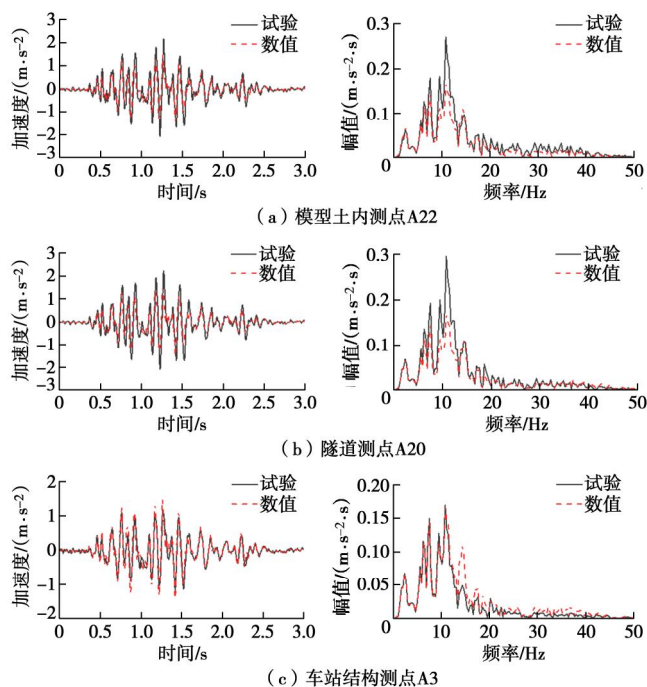 加速度/(m·s⁻²)
3
2
1
0
−1
−2
−3
0 0.5 1.0 1.5 2.0 2.5 3.0
时间/s
试验
数值
幅值/(m·s⁻²·s)
0.3
0.2
0.1
0 10 20 30 40 50
频率/Hz
试验
数值
(a)模型土内测点A22
加速度/(m·s⁻²)
3
2
1
0
−1
−2
−3
0 0.5 1.0 1.5 2.0 2.5 3.0
时间/s
试验
数值
幅值/(m·s⁻²·s)
0.3
0.2
0.1
0 10 20 30 40 50
频率/Hz
试验
数值
(b)隧道测点A20
加速度/(m·s⁻²)
2
1
0
−1
−2
0 0.5 1.0 1.5 2.0 2.5 3.0
时间/s
试验
数值
幅值/(m·s⁻²·s)
0.20
0.15
0.10
0.05
0 10 20 30 40 50
频率/Hz
试验
数值
(c)车站结构测点A3